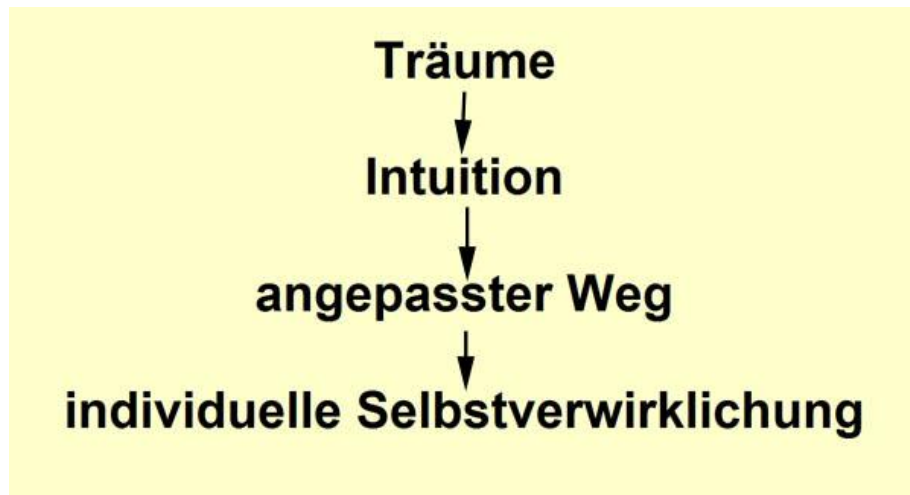 Träume
Intuition
angepasster Weg
individuelle Selbstverwirklichung